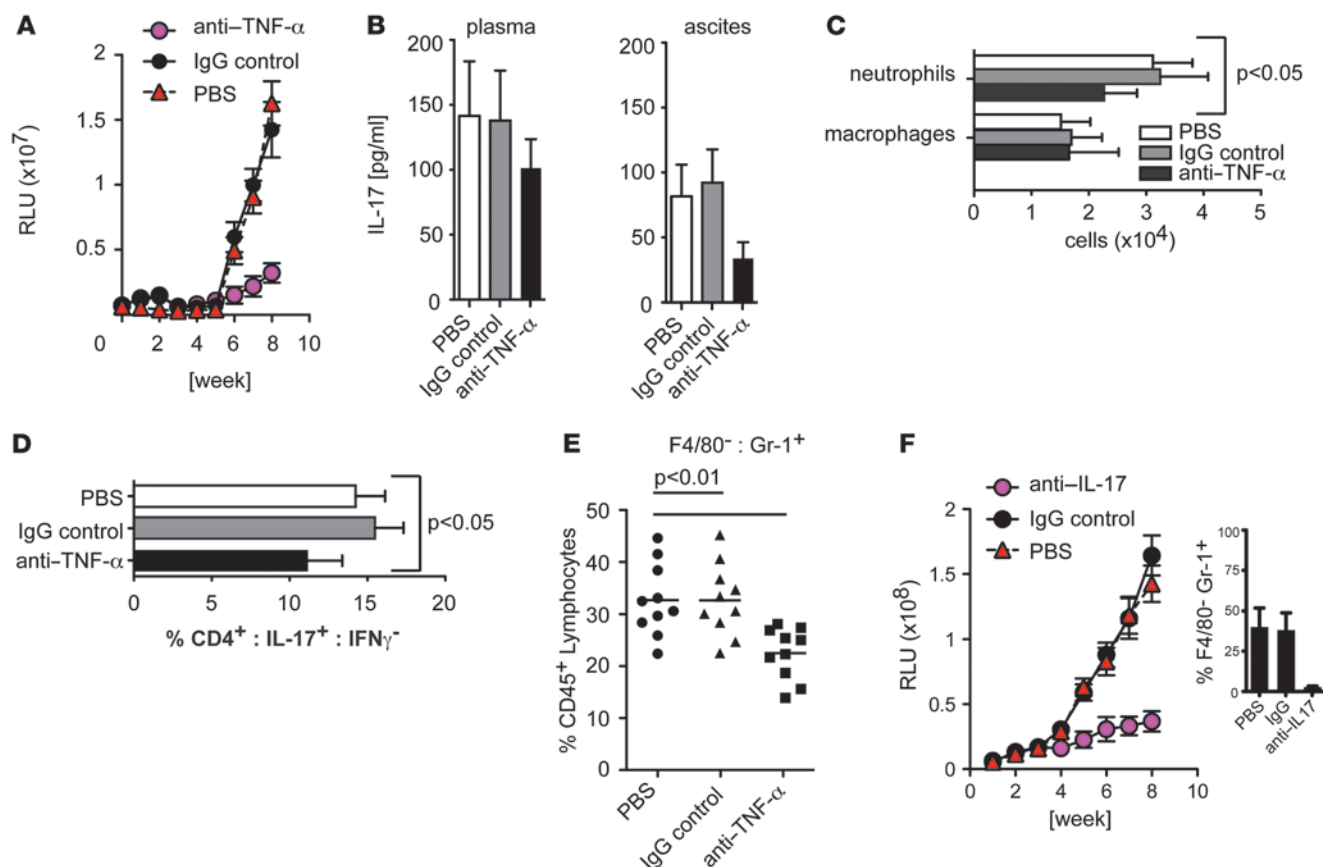 A
anti–TNF-α
IgG control
PBS
RLU (x10⁷)
2
1.5
1
0.5
0 2 4 6 8 10
[week]
B
plasma
IL-17 [pg/ml]
200
150
100
50
0
PBS
IgG control
anti–TNF-α
ascites
200
150
100
50
0
PBS
IgG control
anti–TNF-α
C
neutrophils
macrophages
p<0.05
PBS
IgG control
anti–TNF-α
0 1 2 3 4 5
cells (x10⁴)
D
PBS
IgG control
anti–TNF-α
p<0.05
0 5 10 15 20
% CD4⁺ : IL-17⁺ : IFNγ⁻
E
F4/80⁻ : Gr-1⁺
p<0.01
% CD45⁺ Lymphocytes
50
40
30
20
10
0
PBS
IgG control
anti–TNF-α
F
anti–IL-17
IgG control
PBS
RLU (x10⁸)
2
1.5
1
0.5
0
0 2 4 6 8 10
[week]
% F4/80- Gr-1+
100
75
50
25
0
PBS
IgG
anti-IL17